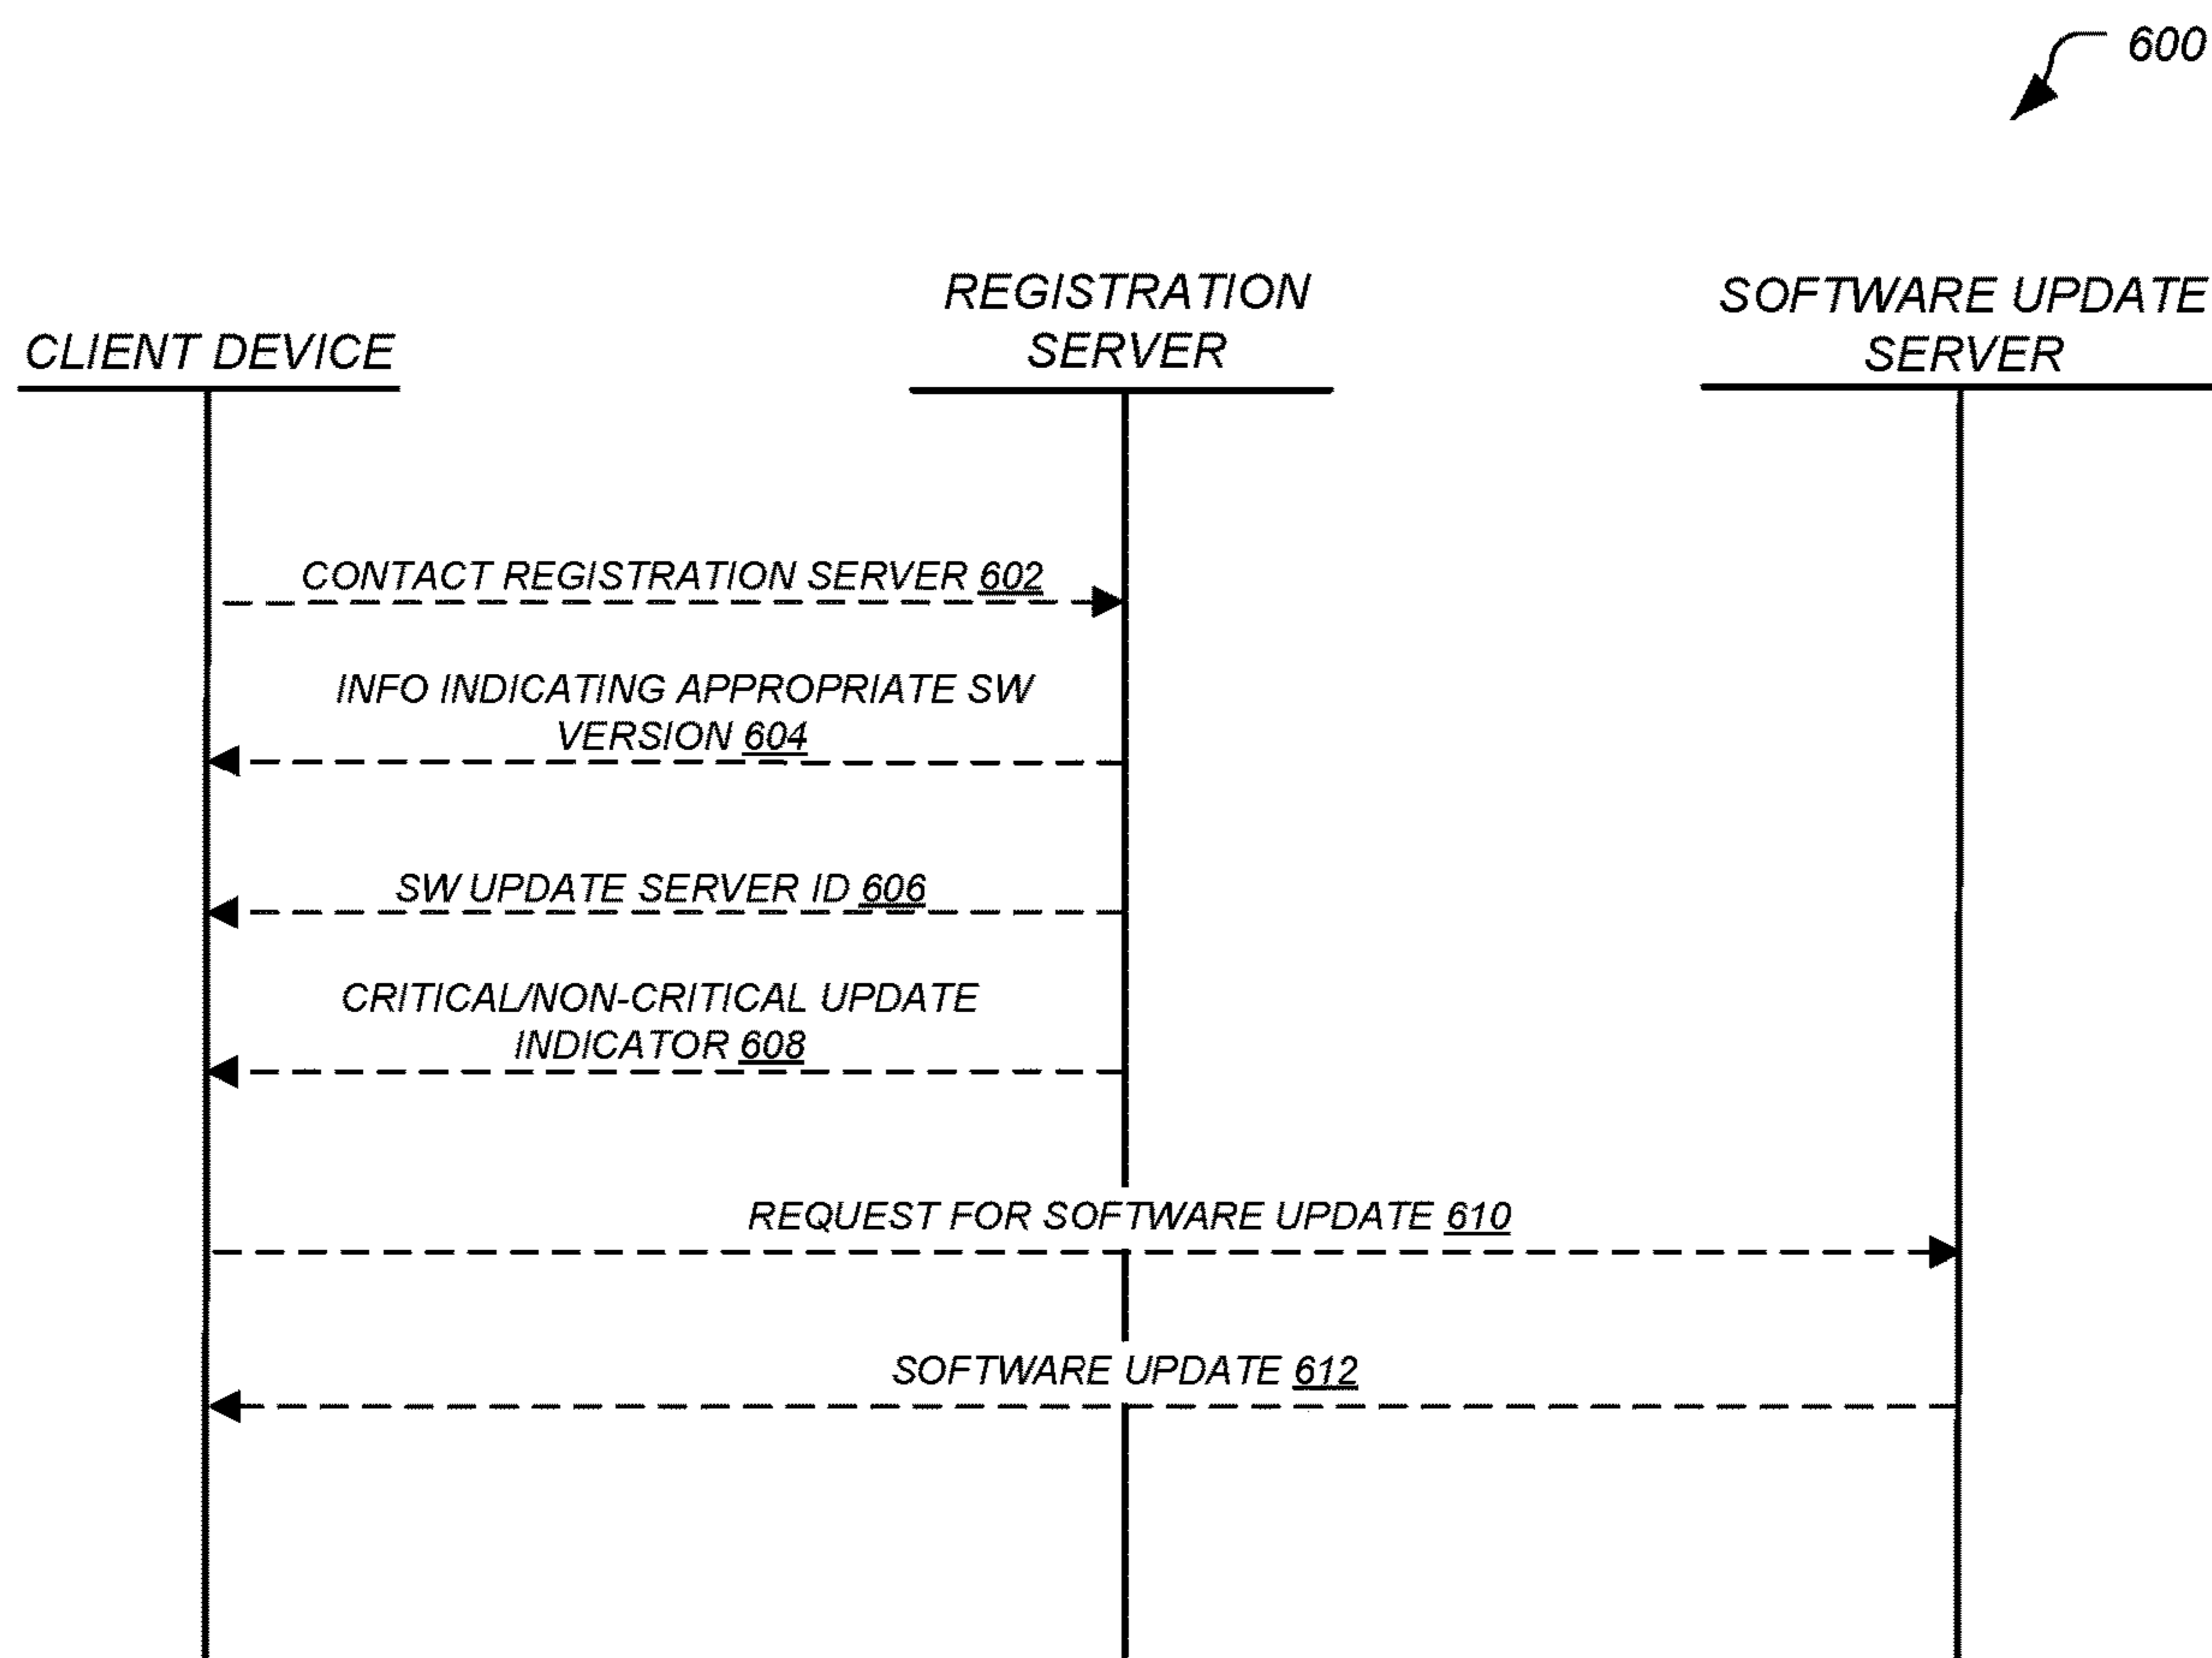 600
CLIENT DEVICE
REGISTRATION
SERVER
SOFTWARE UPDATE
SERVER
CONTACT REGISTRATION SERVER 602
INFO INDICATING APPROPRIATE SW
VERSION 604
SW UPDATE SERVER ID 606
CRITICAL/NON-CRITICAL UPDATE
INDICATOR 608
REQUEST FOR SOFTWARE UPDATE 610
SOFTWARE UPDATE 612